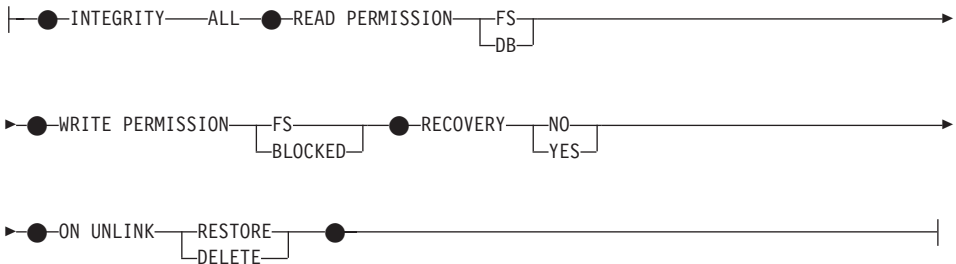 INTEGRITY ALL READ PERMISSION FS
DB
WRITE PERMISSION FS RECOVERY NO
BLOCKED YES
ON UNLINK RESTORE
DELETE